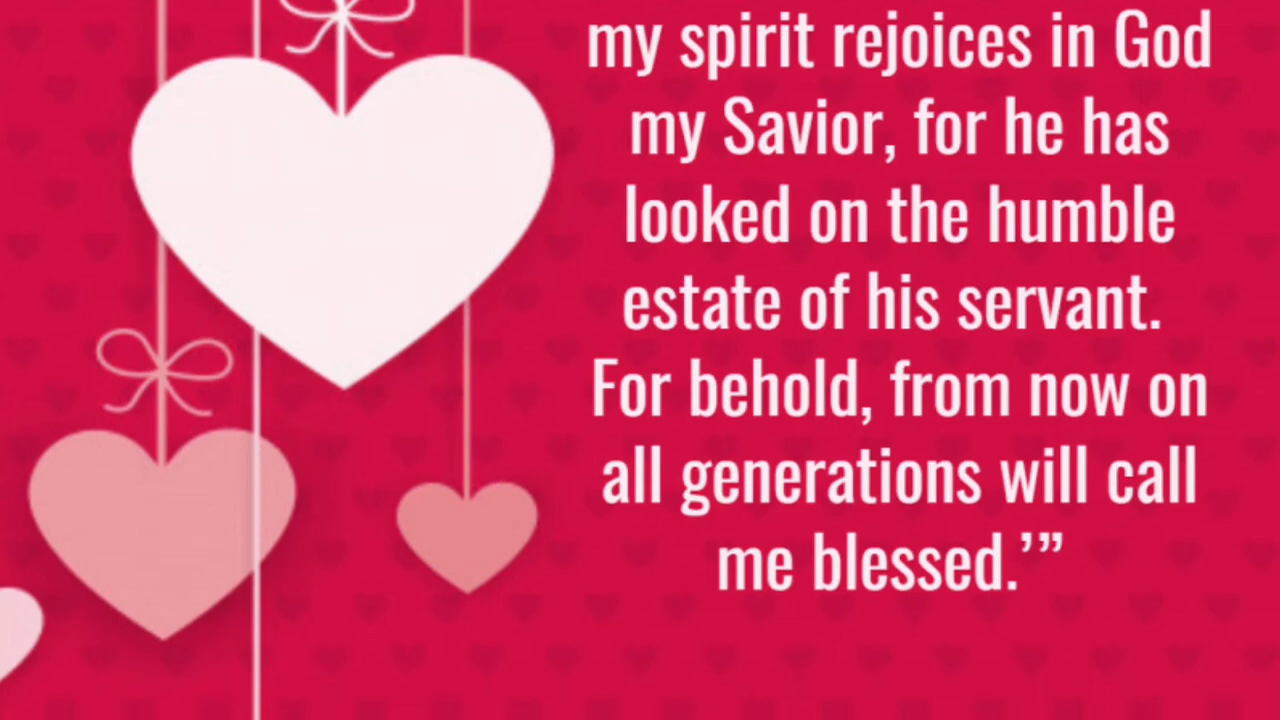 my spirit rejoices in God
my Savior, for he has
looked on the humble
estate of his servant.
For behold, from now on
all generations will call
me blessed.’”